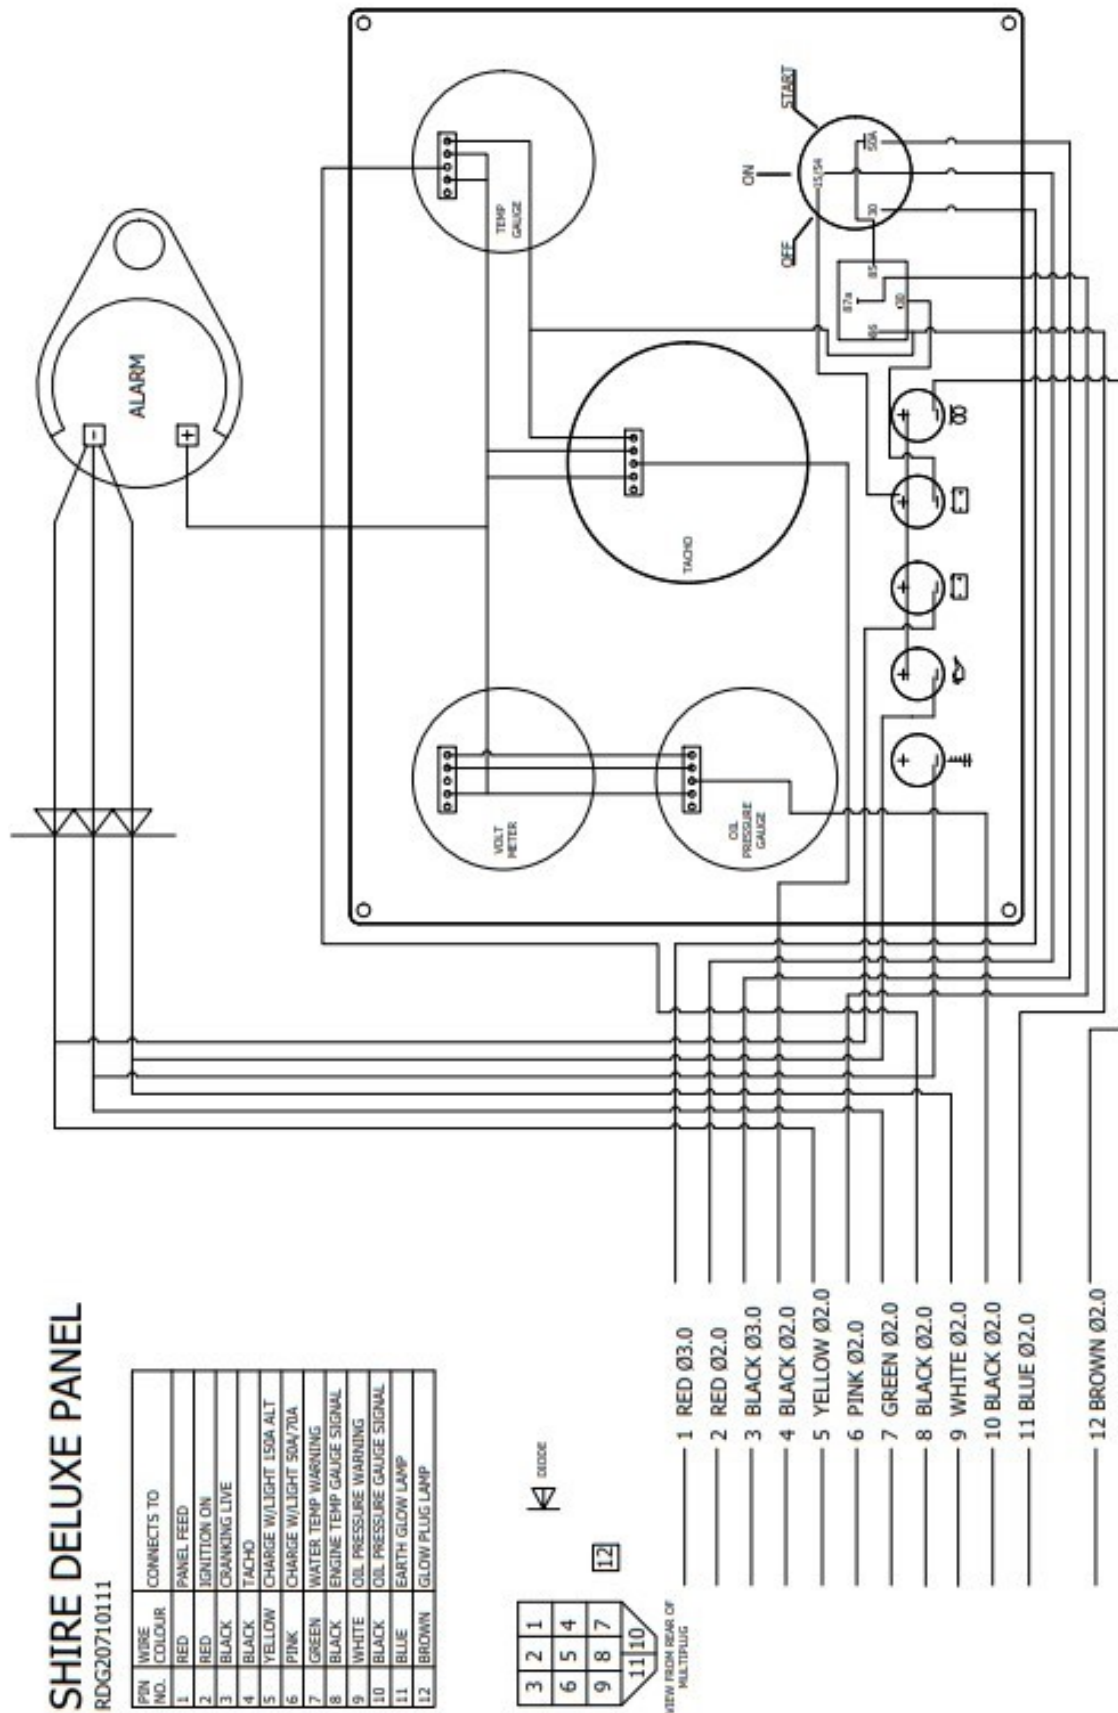 SHIRE DELUXE PANEL
RDG20710111
PIN NO. WIRE COLOUR CONNECTS TO
1 RED PANEL FEED
2 RED IGNITION ON
3 BLACK CRANKING LIVE
4 BLACK TACHO
5 YELLOW CHARGE W/LIGHT 150A ALT
6 PINK CHARGE W/LIGHT 50A/70A
7 GREEN WATER TEMP WARNING
8 BLACK ENGINE TEMP GAUGE SIGNAL
9 WHITE OIL PRESSURE WARNING
10 BLACK OIL PRESSURE GAUGE SIGNAL
11 BLUE EARTH GLOW LAMP
12 BROWN GLOW PLUG LAMP
3 2 1
6 5 4
9 8 7
11 10
12
DIODE
VIEW FROM REAR OF
MULTIPLUG
1 RED Ø3.0
2 RED Ø2.0
3 BLACK Ø3.0
4 BLACK Ø2.0
5 YELLOW Ø2.0
6 PINK Ø2.0
7 GREEN Ø2.0
8 BLACK Ø2.0
9 WHITE Ø2.0
10 BLACK Ø2.0
11 BLUE Ø2.0
12 BROWN Ø2.0
ALARM
-
+
VOLT
METER
OIL
PRESSURE
GAUGE
TACHO
TEMP
GAUGE
OFF
ON
START
15/54
30
50A
86
87a
30
85